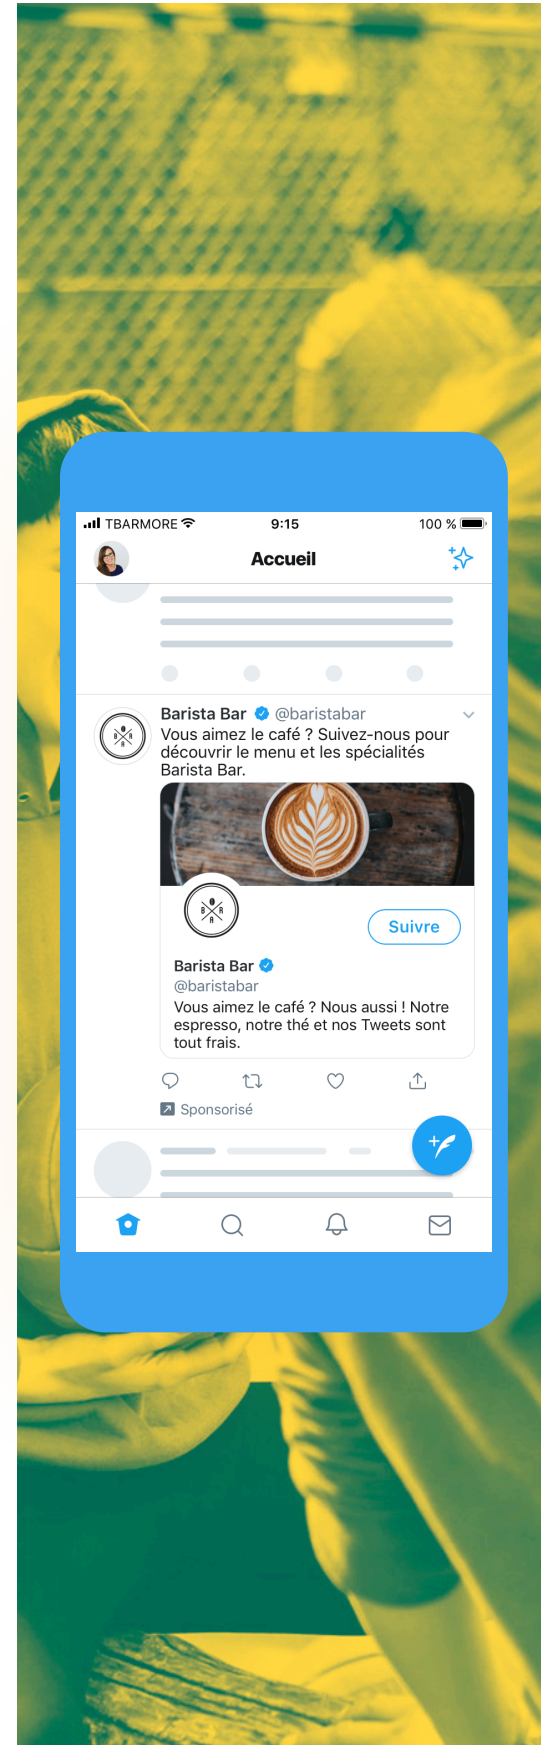 TBARMORE
9:15
100 %
Accueil
Barista Bar @baristabar
Vous aimez le café ? Suivez-nous pour
découvrir le menu et les spécialités
Barista Bar.
B A R
A
B A R
A
Suivre
Barista Bar
@baristabar
Vous aimez le café ? Nous aussi ! Notre
espresso, notre thé et nos Tweets sont
tout frais.
Sponsorisé